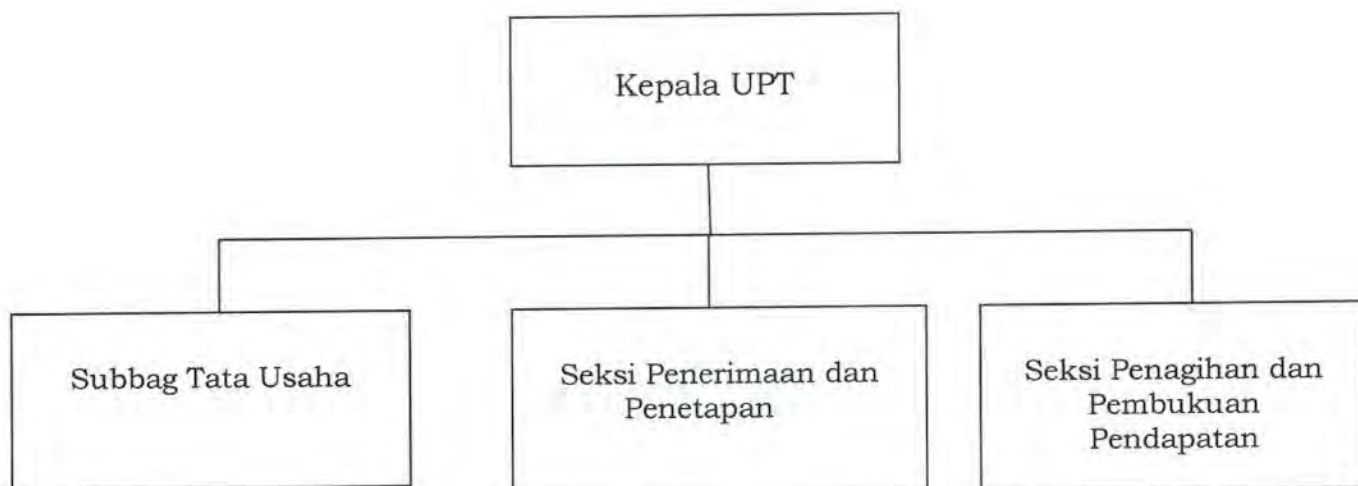 Kepala UPT
Subbag Tata Usaha
Seksi Penerimaan dan
Penetapan
Seksi Penagihan dan
Pembukuan
Pendapatan